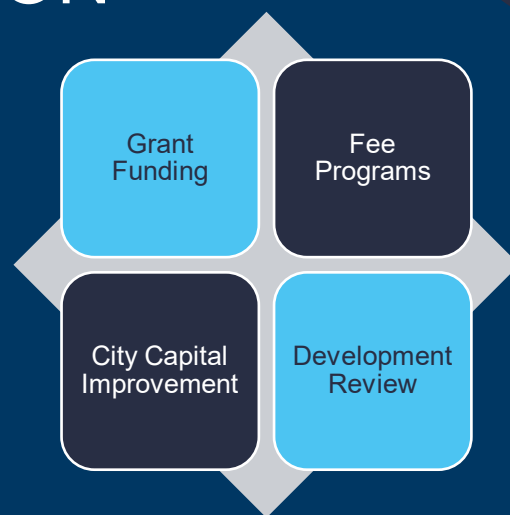 Grant
Funding
Fee
Programs
City Capital
Improvement
Development
Review